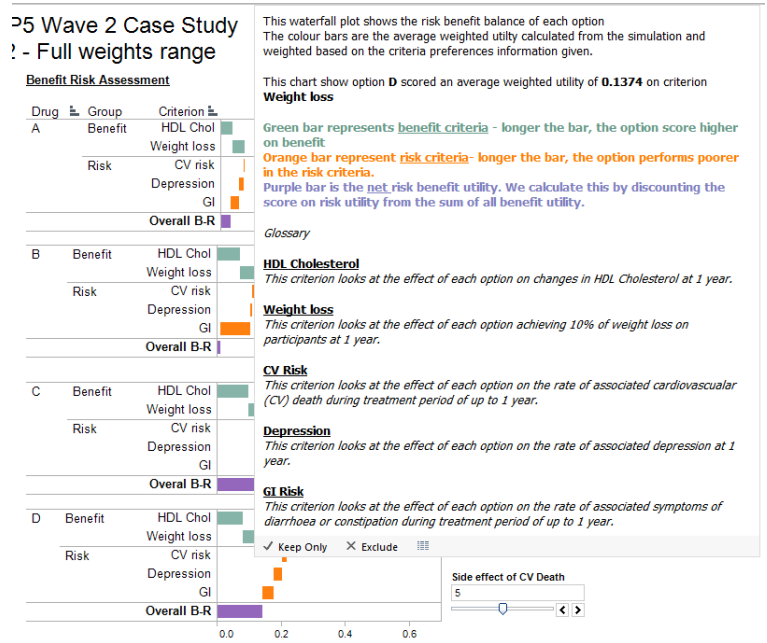 P5 Wave 2 Case Study
2 - Full weights range
Benefit Risk Assessment
Drug Group Criterion
A Benefit HDL Chol
Weight loss
Risk CV risk
Depression
GI
Overall B-R
B Benefit HDL Chol
Weight loss
Risk CV risk
Depression
GI
Overall B-R
C Benefit HDL Chol
Weight loss
Risk CV risk
Depression
GI
Overal B-R
D Benefit HDL Chol
Weight loss
Risk CV risk
Depression
GI
Overall B-R
0.0 0.2 0.4 0.6
This waterfall plot shows the risk benefit balance of each option
The colour bars are the average weighted utilty calculated from the simulation and
weighted based on the criteria preferences information given.
This chart show option D scored an average weighted utility of 0.1374 on criterion
Weight loss
Green bar represents benefit criteria - longer the bar, the option score higher
on benefit
Orange bar represent risk criteria- longer the bar, the option performs poorer
in the risk criteria.
Purple bar is the net risk benefit utility. We calculate this by discounting the
score on risk utility from the sum of all benefit utility.
Glossary
HDL Cholesterol
This criterion looks at the effect of each option on changes in HDL Cholesterol at 1 year.
Weight loss
This criterion looks at the effect of each option achieving 10% of weight loss on
participants at 1 year.
CV Risk
This criterion looks at the effect of each option on the rate of associated cardiovascualar
(CV) death during treatment period of up to 1 year.
Depression
This criterion looks at the effect of each option on the rate of associated depression at 1
year.
GI Risk
This criterion looks at the effect of each option on the rate of associated symptoms of
diarrhoea or constipation during treatment period of up to 1 year.
Keep Only Exclude
Side effect of CV Death
5